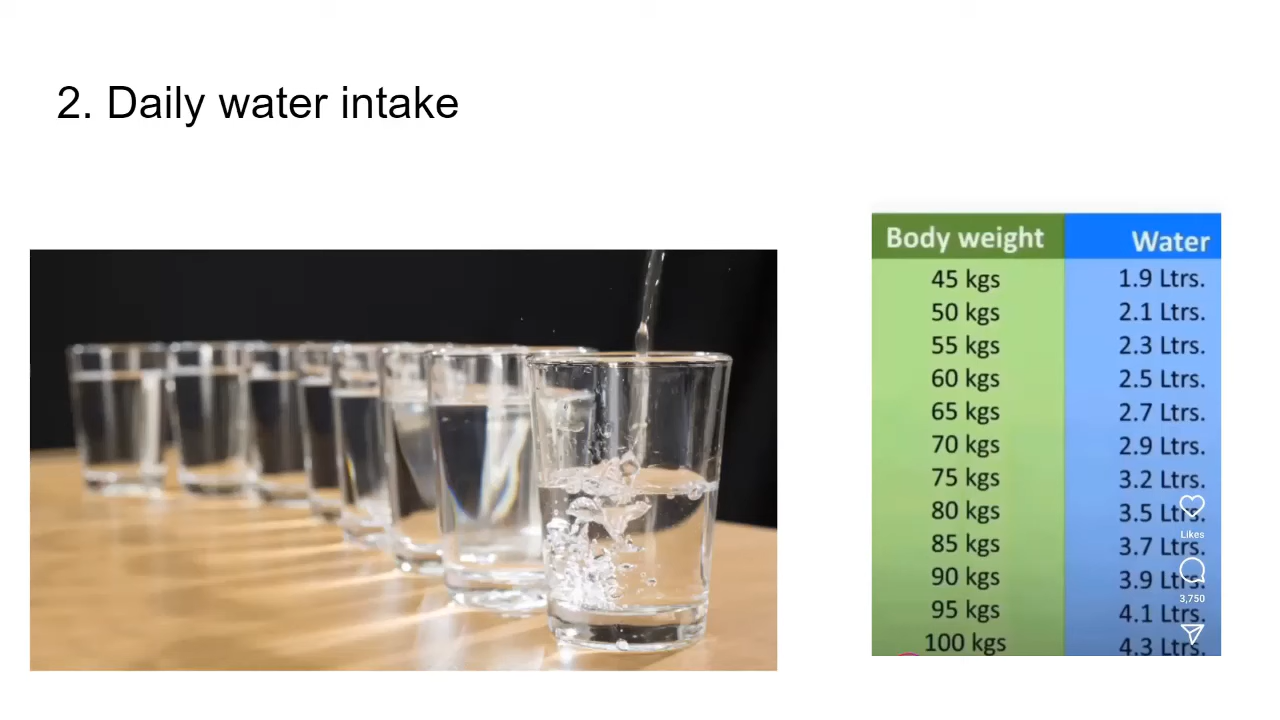 2. Daily water intake
Body weight Water
45 kgs 1.9 Ltrs.
50 kgs 2.1 Ltrs.
55 kgs 2.3 Ltrs.
60 kgs 2.5 Ltrs.
65 kgs 2.7 Ltrs.
70 kgs 2.9 Ltrs.
75 kgs 3.2 Ltrs.
80 kgs 3.5 Ltrs.
85 kgs 3.7 Ltrs.
90 kgs 3.9 Ltrs.
95 kgs 4.1 Ltrs.
100 kgs 4.3 Ltrs.
Likes
3,750